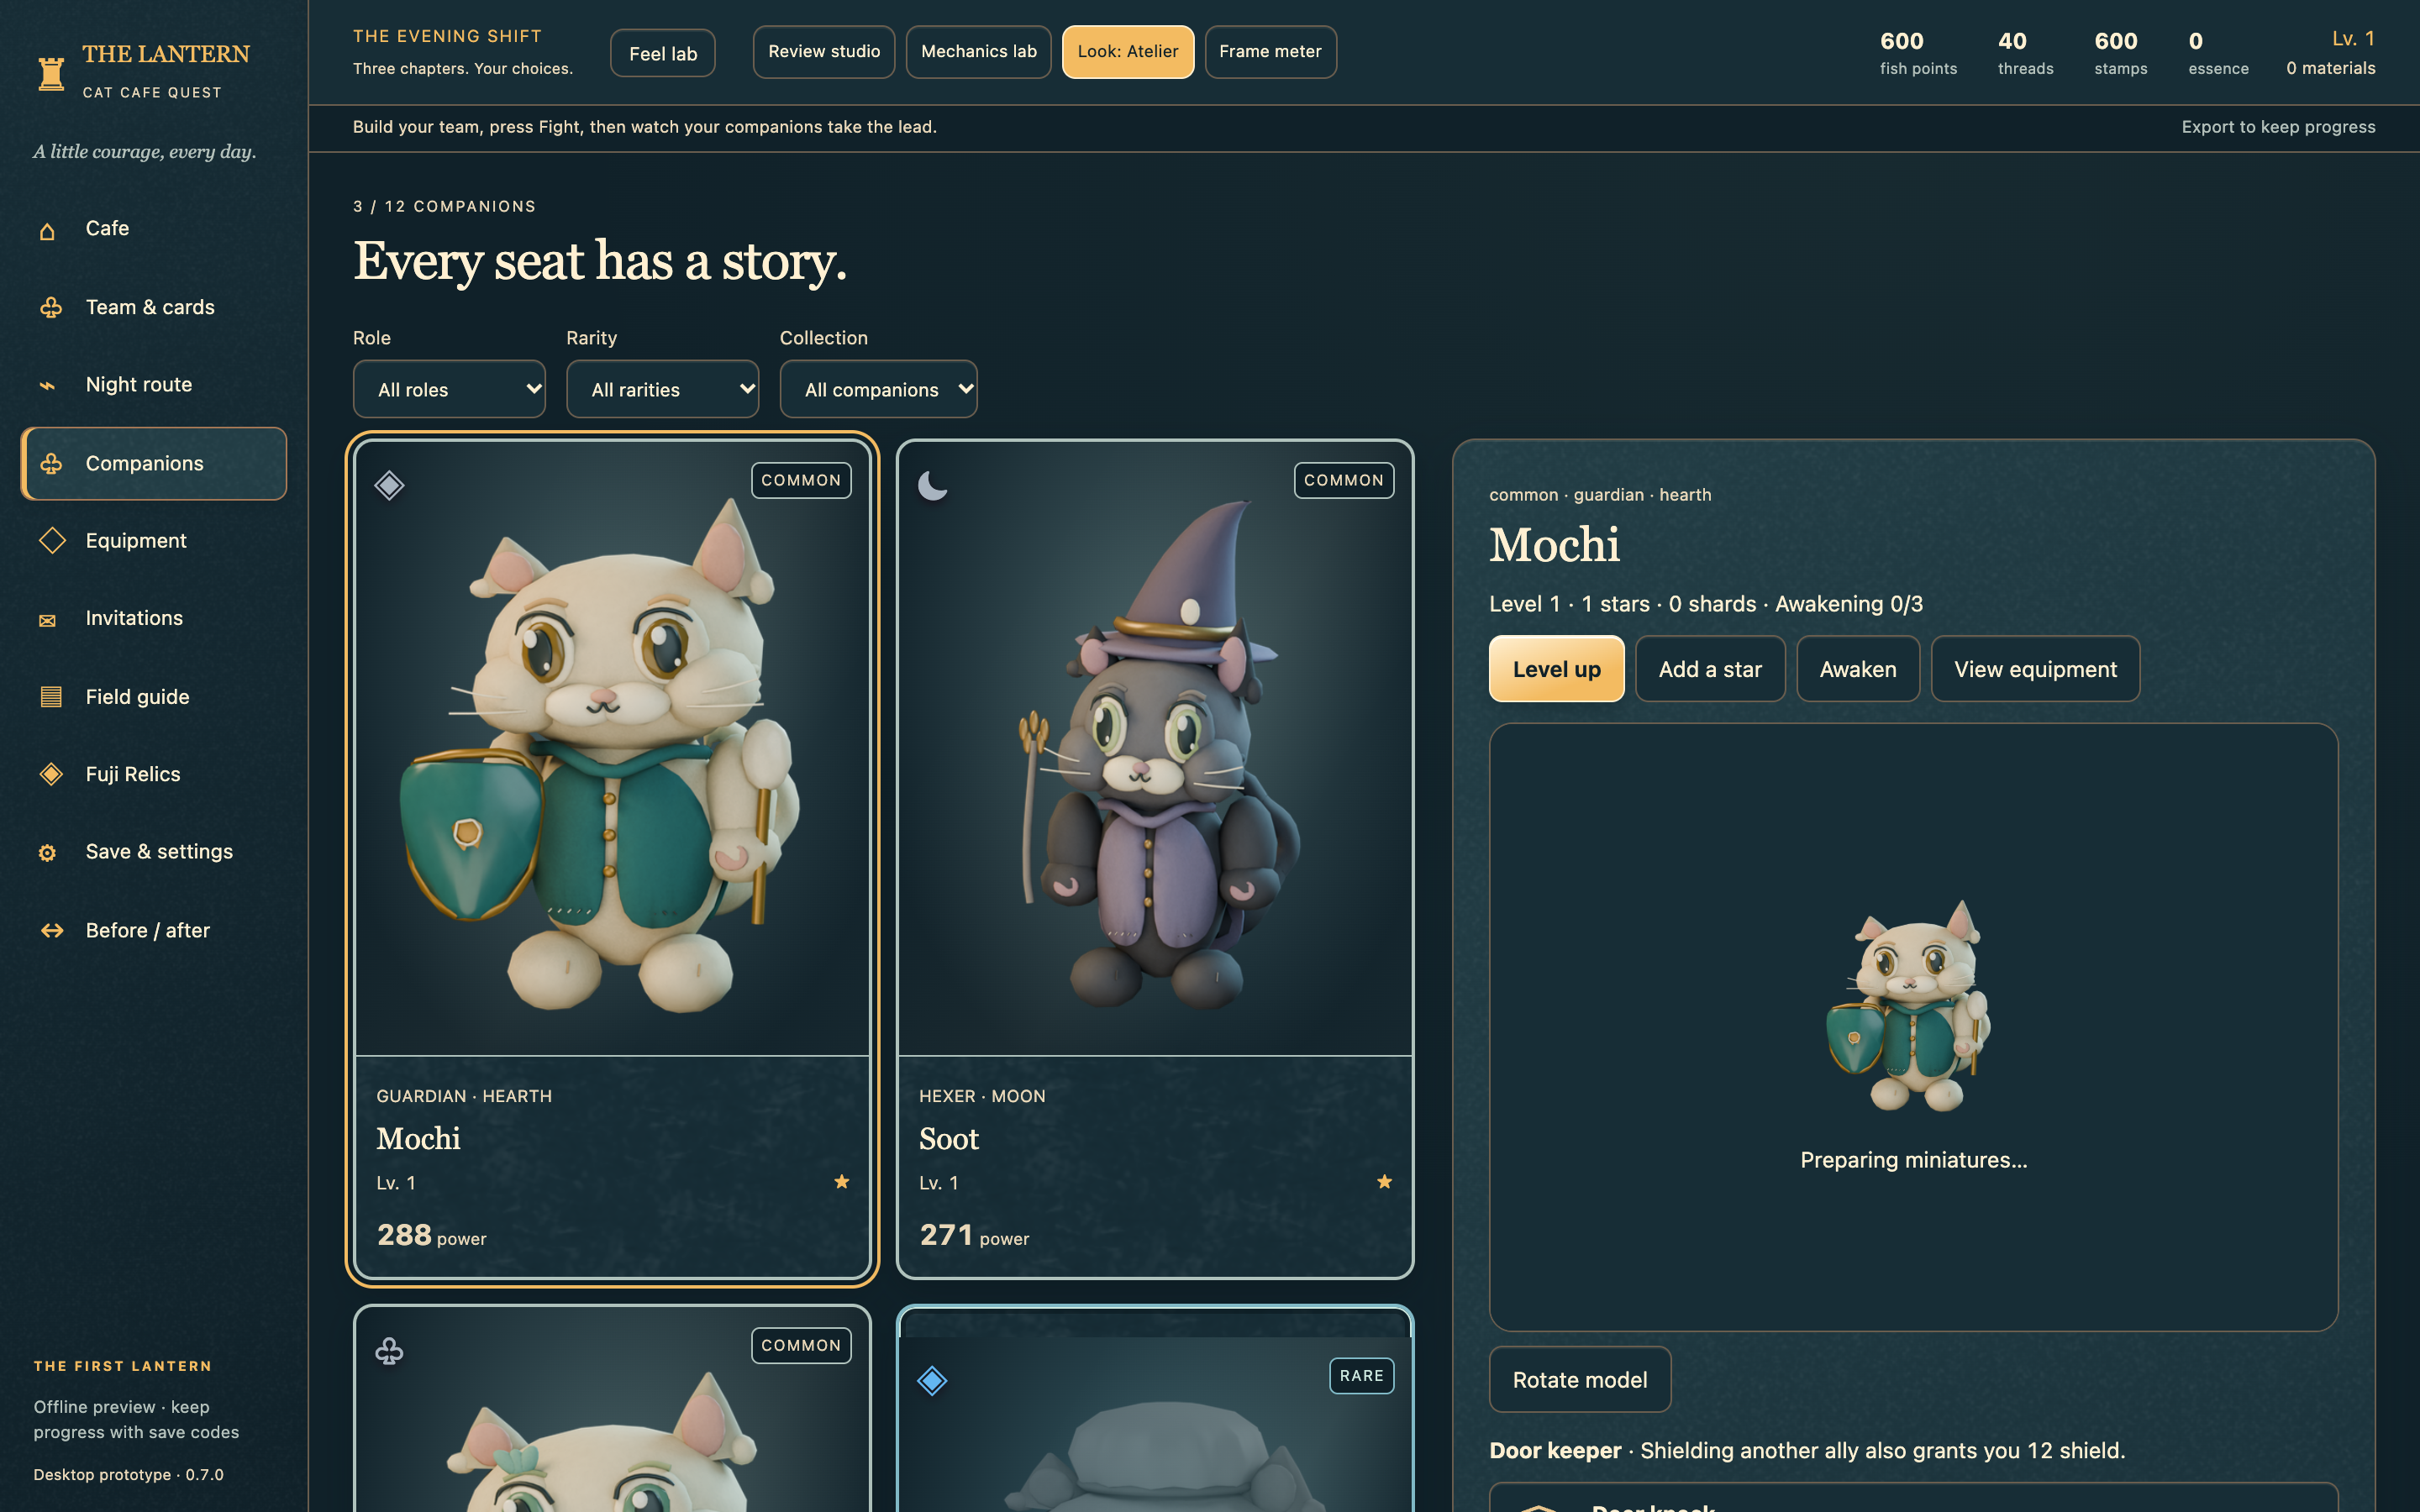 THE LANTERN
CAT CAFE QUEST
A little courage, every day.
Cafe
Team & cards
Night route
Companions
Equipment
Invitations
Field guide
Fuji Relics
Save & settings
Before / after
THE FIRST LANTERN
Offline preview · keep
progress with save codes
Desktop prototype · 0.7.0
THE EVENING SHIFT
Three chapters. Your choices.
Feel lab
Review studio
Mechanics lab
Look: Atelier
Frame meter
600
fish points
40
threads
600
stamps
0
essence
Lv. 1
0 materials
Build your team, press Fight, then watch your companions take the lead.
Export to keep progress
3 / 12 COMPANIONS
Every seat has a story.
Role
Rarity
Collection
All roles
All rarities
All companions
COMMON
GUARDIAN · HEARTH
Mochi
Lv. 1
288 power
COMMON
HEXER · MOON
Soot
Lv. 1
271 power
COMMON
RARE
common · guardian · hearth
Mochi
Level 1 · 1 stars · 0 shards · Awakening 0/3
Level up
Add a star
Awaken
View equipment
Preparing miniatures...
Rotate model
Door keeper · Shielding another ally also grants you 12 shield.